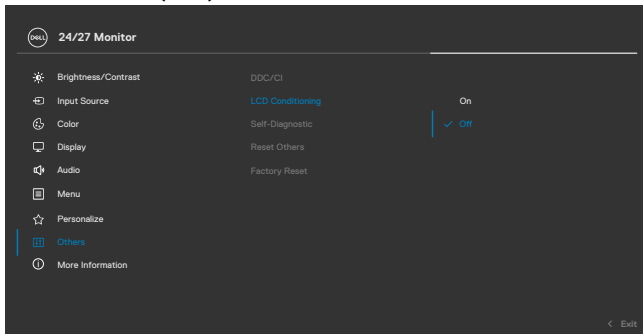 DELL 24/27 Monitor
Brightness/Contrast DDC/CI
Input Source LCD Conditioning On
Color Self-Diagnostic Off
Display Reset Others
Audio Factory Reset
Menu
Personalize
Others
More Information
< Exit